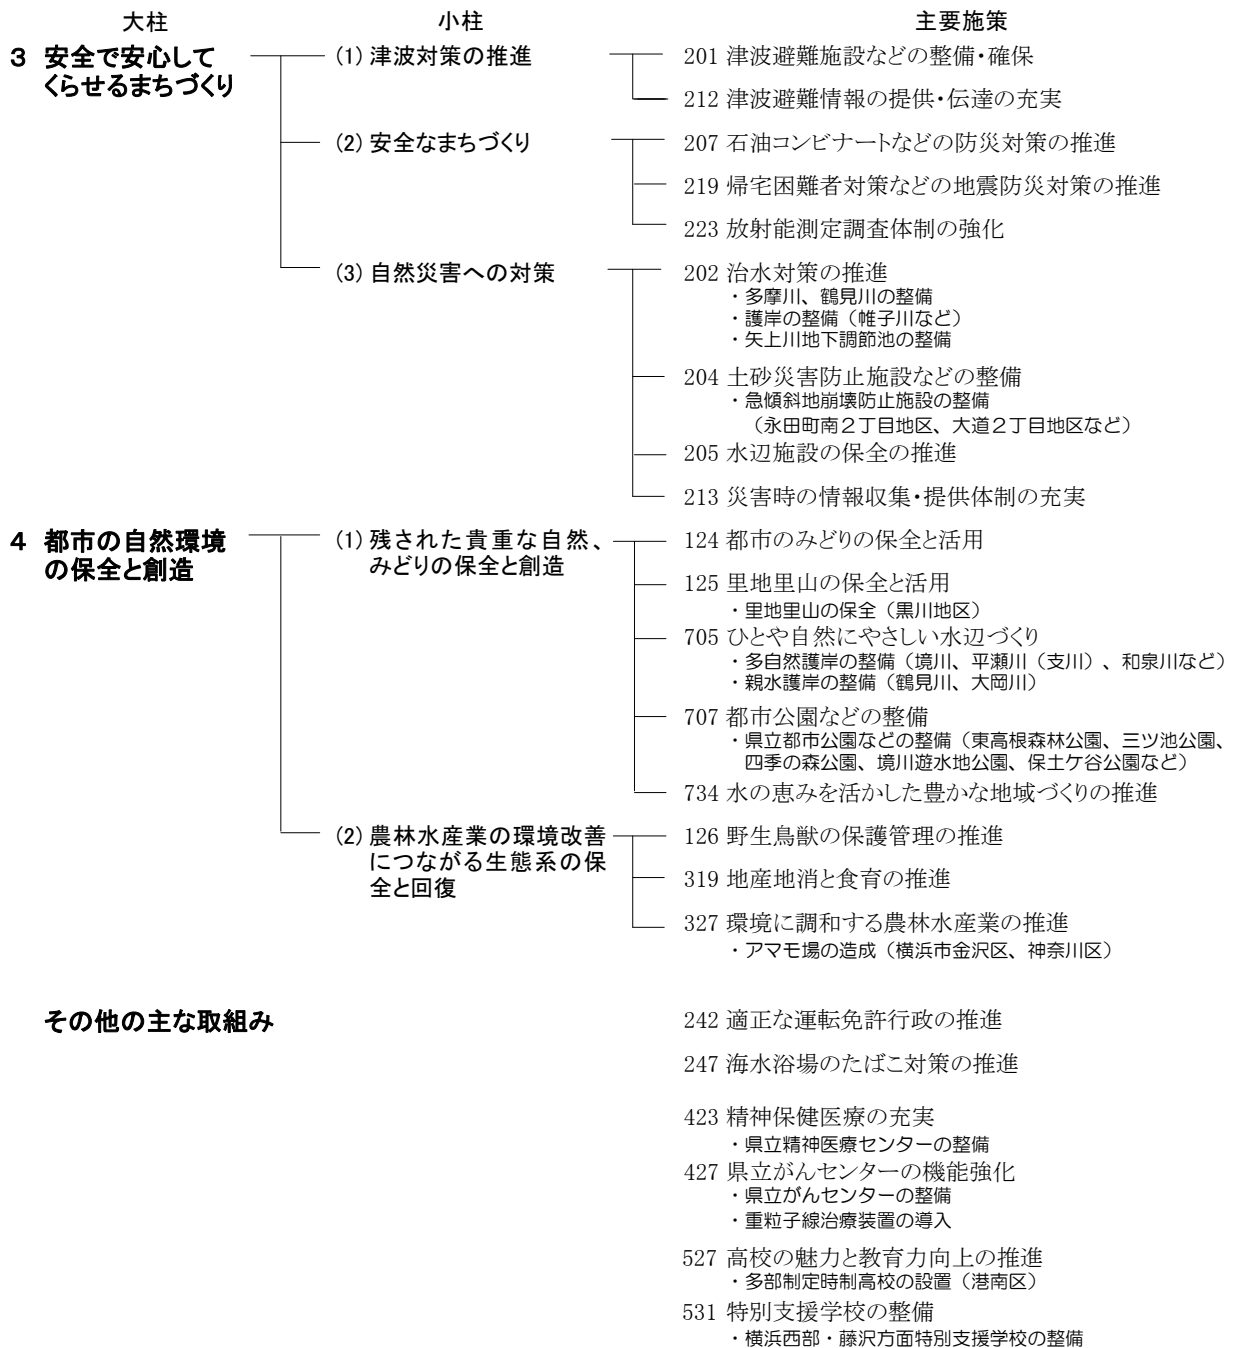 大柱 小柱 主要施策
3 安全で安心して (1) 津波対策の推進 201 津波避難施設などの整備・確保
くらせるまちづくり
212 津波避難情報の提供・伝達の充実
(2) 安全なまちづくり 207 石油コンビナートなどの防災対策の推進
219 帰宅困難者対策などの地震防災対策の推進
223 放射能測定調査体制の強化
(3) 自然災害への対策 202 治水対策の推進
・多摩川、鶴見川の整備
・護岸の整備（帷子川など）
・矢上川地下調節池の整備
204 土砂災害防止施設などの整備
・急傾斜地崩壊防止施設の整備
（永田町南２丁目地区、大道２丁目地区など）
205 水辺施設の保全の推進
213 災害時の情報収集・提供体制の充実
4 都市の自然環境 (1) 残された貴重な自然、 124 都市のみどりの保全と活用
の保全と創造 みどりの保全と創造
125 里地里山の保全と活用
・里地里山の保全（黒川地区）
705 ひとや自然にやさしい水辺づくり
・多自然護岸の整備（境川、平瀬川（支川）、和泉川など）
・親水護岸の整備（鶴見川、大岡川）
707 都市公園などの整備
・県立都市公園などの整備（東高根森林公園、三ツ池公園、
四季の森公園、境川遊水地公園、保土ケ谷公園など）
734 水の恵みを活かした豊かな地域づくりの推進
(2) 農林水産業の環境改善 126 野生鳥獣の保護管理の推進
につながる生態系の保
全と回復 319 地産地消と食育の推進
327 環境に調和する農林水産業の推進
・アマモ場の造成（横浜市金沢区、神奈川区）
その他の主な取組み 242 適正な運転免許行政の推進
247 海水浴場のたばこ対策の推進
423 精神保健医療の充実
・県立精神医療センターの整備
427 県立がんセンターの機能強化
・県立がんセンターの整備
・重粒子線治療装置の導入
527 高校の魅力と教育力向上の推進
・多部制定時制高校の設置（港南区）
531 特別支援学校の整備
・横浜西部・藤沢方面特別支援学校の整備